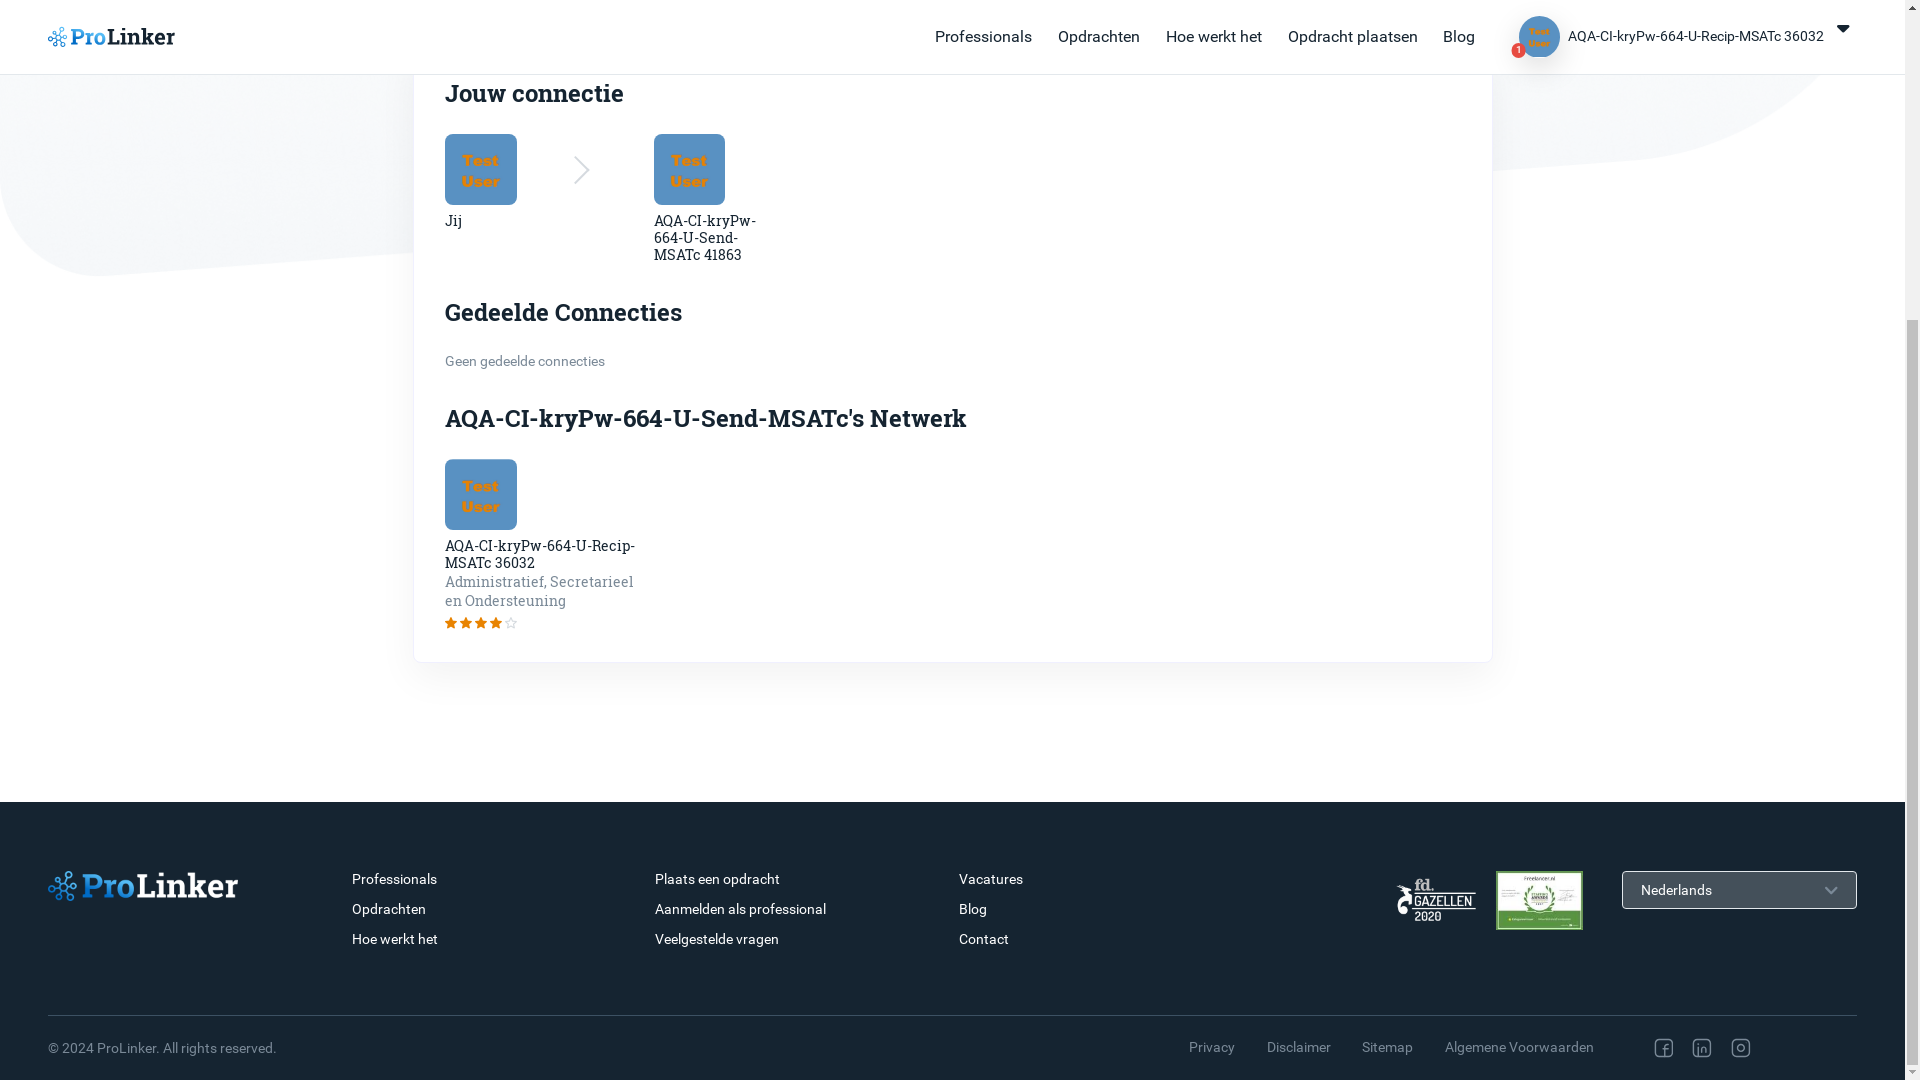 ProLinker
Professionals Opdrachten Hoe werkt het Opdracht plaatsen Blog
Test
User
1
AQA-CI-kryPw-664-U-Recip-MSATc 36032
Jouw connectie
Test
User
Test
User
Jij
AQA-CI-kryPw-
664-U-Send-
MSATc 41863
Gedeelde Connecties
Geen gedeelde connecties
AQA-CI-kryPw-664-U-Send-MSATc's Netwerk
Test
User
AQA-CI-kryPw-664-U-Recip-
MSATc 36032
Administratief, Secretarieel
en Ondersteuning
ProLinker
Professionals
Opdrachten
Hoe werkt het
Plaats een opdracht
Aanmelden als professional
Veelgestelde vragen
Vacatures
Blog
Contact
fd.
GAZELLEN
2020
Freelancer.nl
Nederlands
© 2024 ProLinker. All rights reserved.
Privacy Disclaimer Sitemap Algemene Voorwaarden